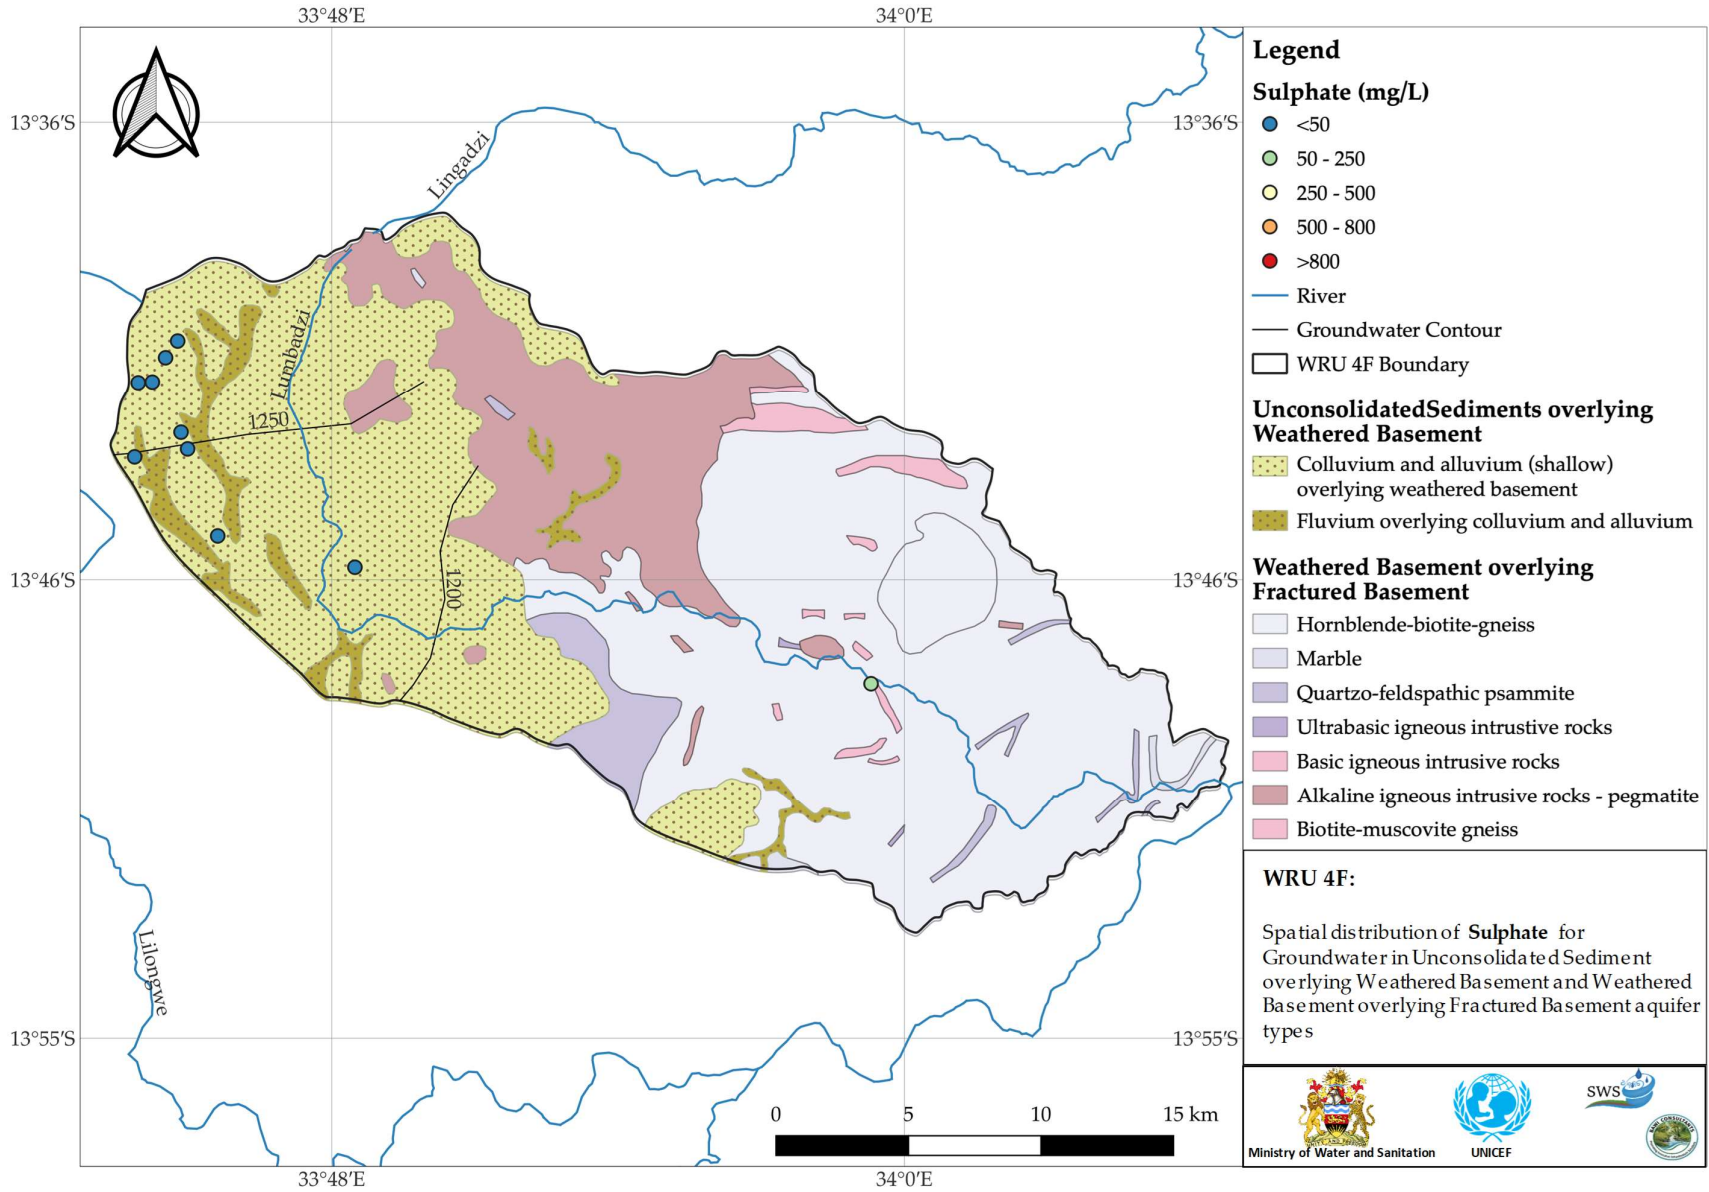 33°48'E
34°0'E
13°36'S
13°36'S
Lingadzi
Lumbadzi
1250
1200
13°46'S
13°46'S
Lilongwe
13°55'S
13°55'S
0 5 10 15 km
33°48'E
34°0'E
Legend
Sulphate (mg/L)
<50
50 - 250
250 - 500
500 - 800
>800
River
Groundwater Contour
WRU 4F Boundary
UnconsolidatedSediments overlying
Weathered Basement
Colluvium and alluvium (shallow)
overlying weathered basement
Fluvium overlying colluvium and alluvium
Weathered Basement overlying
Fractured Basement
Hornblende-biotite-gneiss
Marble
Quartzo-feldspathic psammite
Ultrabasic igneous intrustive rocks
Basic igneous intrusive rocks
Alkaline igneous intrusive rocks - pegmatite
Biotite-muscovite gneiss
WRU 4F:
Spatial distribution of Sulphate for
Groundwater in Unconsolidated Sediment
overlying Weathered Basement and Weathered
Basement overlying Fractured Basement aquifer
types
Ministry of Water and Sanitation
UNICEF
SWS